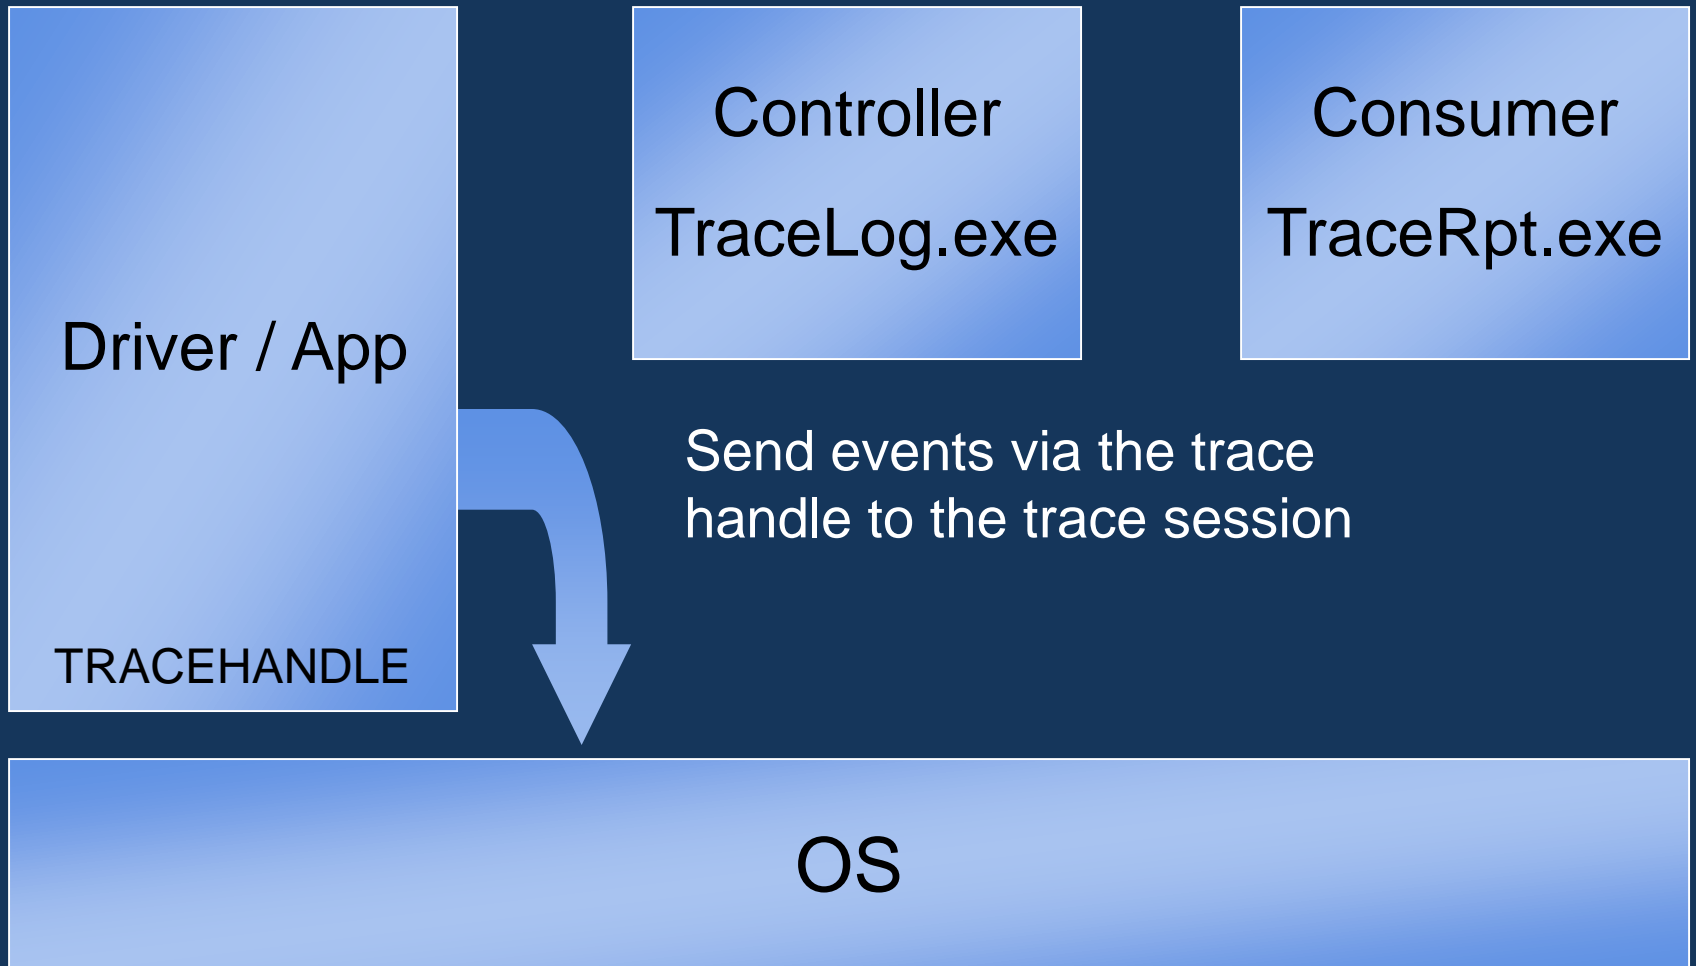 Driver / App
TRACEHANDLE
Controller
TraceLog.exe
Consumer
TraceRpt.exe
Send events via the trace
handle to the trace session
OS